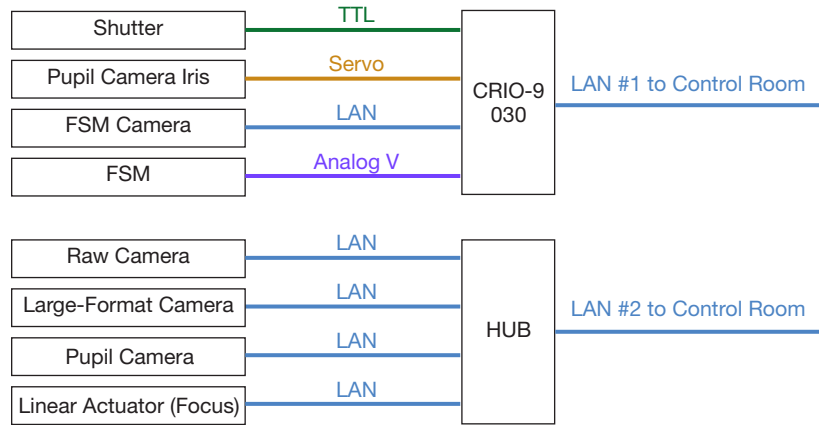 Shutter
TTL
Pupil Camera Iris
Servo
FSM Camera
LAN
FSM
Analog V
CRIO-9
030
LAN #1 to Control Room
Raw Camera
LAN
Large-Format Camera
LAN
Pupil Camera
LAN
Linear Actuator (Focus)
LAN
HUB
LAN #2 to Control Room